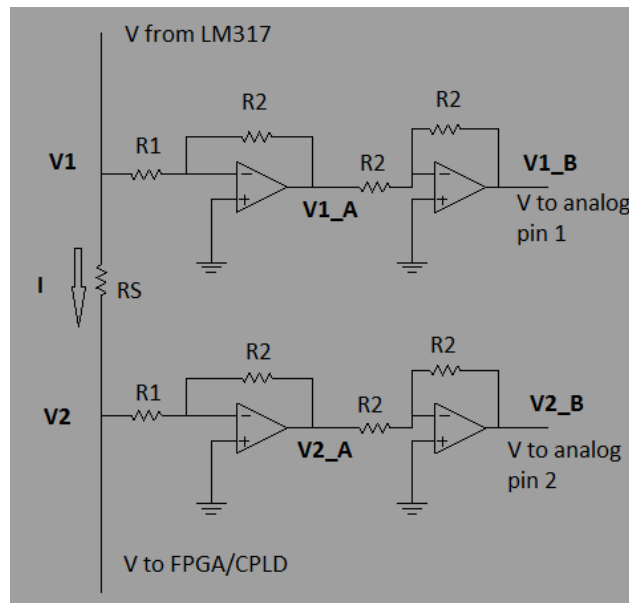 V from LM317
R2
R2
V1
R1
R2
V1_B
V1_A
V to analog
pin 1
I
RS
R2
R2
V2
R1
R2
V2_B
V2_A
V to analog
pin 2
V to FPGA/CPLD